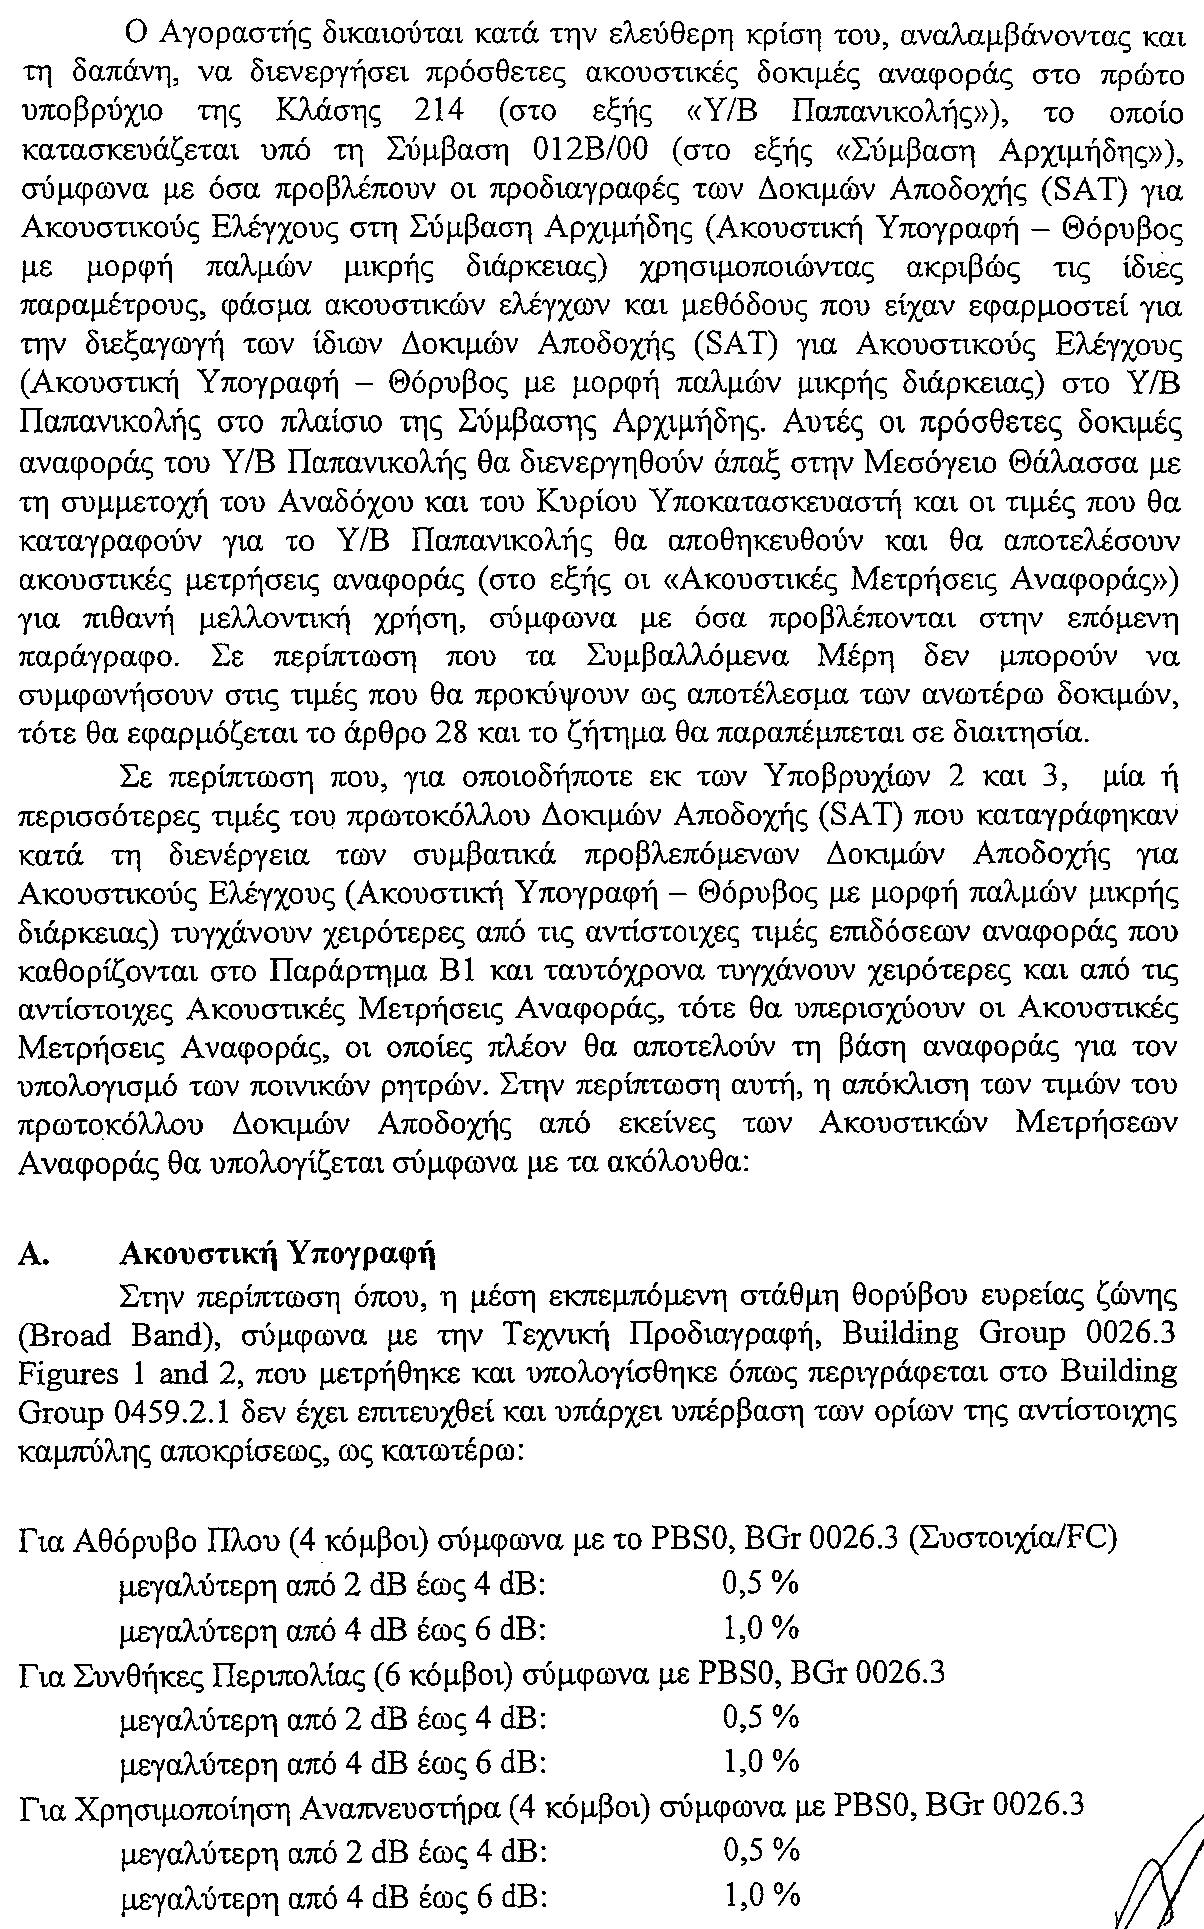 Ο Αγοραστής δικαιούται κατά την ελεύθερη κρίση του, αναλαμβάνοντας και
τη δαπάνη, να διενεργήσει πρόσθετες ακουστικές δοκιμές αναφοράς στο πρώτο
υποβρύχιο της Κλάσης 214 (στο εξής «Υ/Β Παπανικολής»), το οποίο
κατασκευάζεται υπό τη Σύμβαση 012Β/00 (στο εξής «Σύμβαση Αρχιμήδης»),
σύμφωνα με όσα προβλέπουν οι προδιαγραφές των Δοκιμών Αποδοχής (SAT) για
Ακουστικούς Ελέγχους στη Σύμβαση Αρχιμήδης (Ακουστική Υπογραφή – Θόρυβος
με μορφή παλμών μικρής διάρκειας) χρησιμοποιώντας ακριβώς τις ίδιες
παραμέτρους, φάσμα ακουστικών ελέγχων και μεθόδους που είχαν εφαρμοστεί για
την διεξαγωγή των ίδιων Δοκιμών Αποδοχής (SAT) για Ακουστικούς Ελέγχους
(Ακουστική Υπογραφή – Θόρυβος με μορφή παλμών μικρής διάρκειας) στο Υ/Β
Παπανικολής στο πλαίσιο της Σύμβασης Αρχιμήδης. Αυτές οι πρόσθετες δοκιμές
αναφοράς του Υ/Β Παπανικολής θα διενεργηθούν άπαξ στην Μεσόγειο Θάλασσα με
τη συμμετοχή του Αναδόχου και του Κυρίου Υποκατασκευαστή και οι τιμές που θα
καταγραφούν για το Υ/Β Παπανικολής θα αποθηκευθούν και θα αποτελέσουν
ακουστικές μετρήσεις αναφοράς (στο εξής οι «Ακουστικές Μετρήσεις Αναφοράς»)
για πιθανή μελλοντική χρήση, σύμφωνα με όσα προβλέπονται στην επόμενη
παράγραφο. Σε περίπτωση που τα Συμβαλλόμενα Μέρη δεν μπορούν να
συμφωνήσουν στις τιμές που θα προκύψουν ως αποτέλεσμα των ανωτέρω δοκιμών,
τότε θα εφαρμόζεται το άρθρο 28 και το ζήτημα θα παραπέμπεται σε διαιτησία.
Σε περίπτωση που, για οποιοδήποτε εκ των Υποβρυχίων 2 και 3, μία ή
περισσότερες τιμές του πρωτοκόλλου Δοκιμών Αποδοχής (SAT) που καταγράφηκαν
κατά τη διενέργεια των συμβατικά προβλεπόμενων Δοκιμών Αποδοχής για
Ακουστικούς Ελέγχους (Ακουστική Υπογραφή – Θόρυβος με μορφή παλμών μικρής
διάρκειας) τυγχάνουν χειρότερες από τις αντίστοιχες τιμές επιδόσεων αναφοράς που
καθορίζονται στο Παράρτημα Β1 και ταυτόχρονα τυγχάνουν χειρότερες και από τις
αντίστοιχες Ακουστικές Μετρήσεις Αναφοράς, τότε θα υπερισχύουν οι Ακουστικές
Μετρήσεις Αναφοράς, οι οποίες πλέον θα αποτελούν τη βάση αναφοράς για τον
υπολογισμό των ποινικών ρητρών. Στην περίπτωση αυτή, η απόκλιση των τιμών του
πρωτοκόλλου Δοκιμών Αποδοχής από εκείνες των Ακουστικών Μετρήσεων
Αναφοράς θα υπολογίζεται σύμφωνα με τα ακόλουθα:
Α. Ακουστική Υπογραφή
Στην περίπτωση όπου, η μέση εκπεμπόμενη στάθμη θορύβου ευρείας ζώνης
(Broad Band), σύμφωνα με την Τεχνική Προδιαγραφή, Building Group 0026.3
Figures 1 and 2, που μετρήθηκε και υπολογίσθηκε όπως περιγράφεται στο Building
Group 0459.2.1 δεν έχει επιτευχθεί και υπάρχει υπέρβαση των ορίων της αντίστοιχης
καμπύλης αποκρίσεως, ως κατωτέρω:
Για Αθόρυβο Πλου (4 κόμβοι) σύμφωνα με το PBS0, BGr 0026.3 (Συστοιχία/FC)
μεγαλύτερη από 2 dB έως 4 dB: 0,5 %
μεγαλύτερη από 4 dB έως 6 dB: 1,0 %
Για Συνθήκες Περιπολίας (6 κόμβοι) σύμφωνα με PBS0, BGr 0026.3
μεγαλύτερη από 2 dB έως 4 dB: 0,5 %
μεγαλύτερη από 4 dB έως 6 dB: 1,0 %
Για Χρησιμοποίηση Αναπνευστήρα (4 κόμβοι) σύμφωνα με PBS0, BGr 0026.3
μεγαλύτερη από 2 dB έως 4 dB: 0,5 %
μεγαλύτερη από 4 dB έως 6 dB: 1,0 %